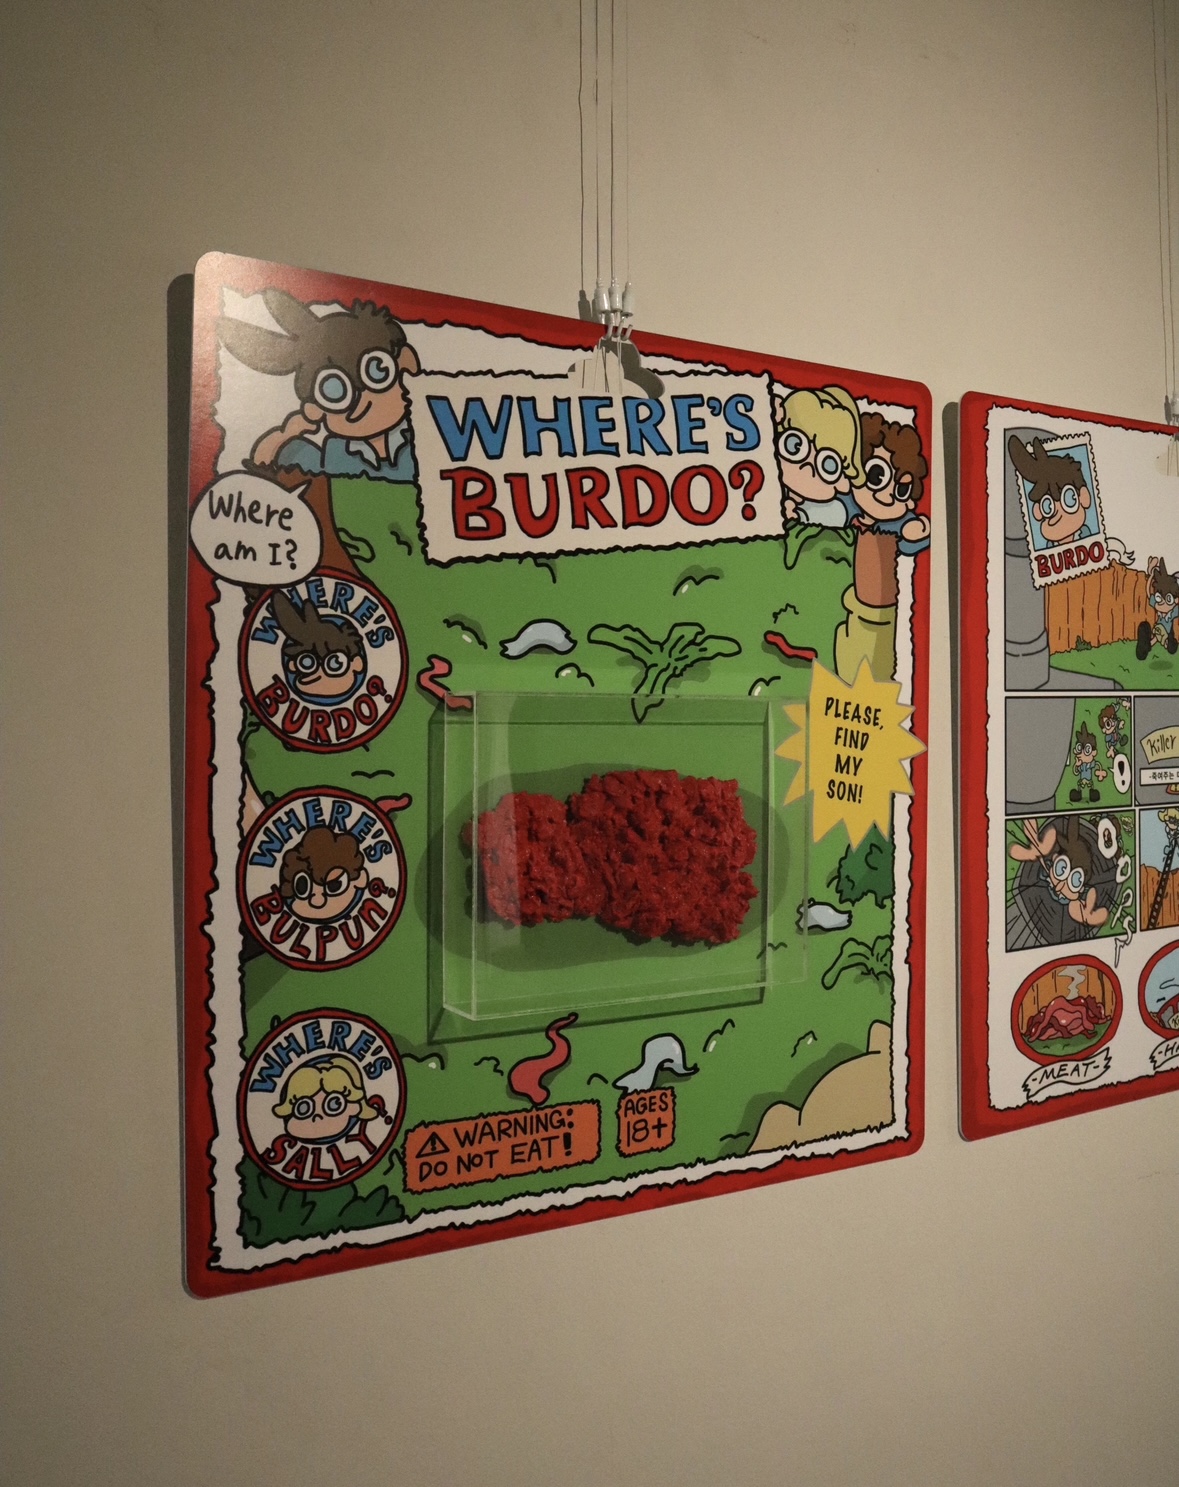 WHERE'S
BURDO?
Where
am I?
WHERE'S
BURDO?
WHERE'S
BULPUN?
WHERE'S
SALLY?
PLEASE,
FIND
MY
SON!
WARNING:
DO NOT EAT!
AGES
18+
BURDO
!
Killer
-MEAT-